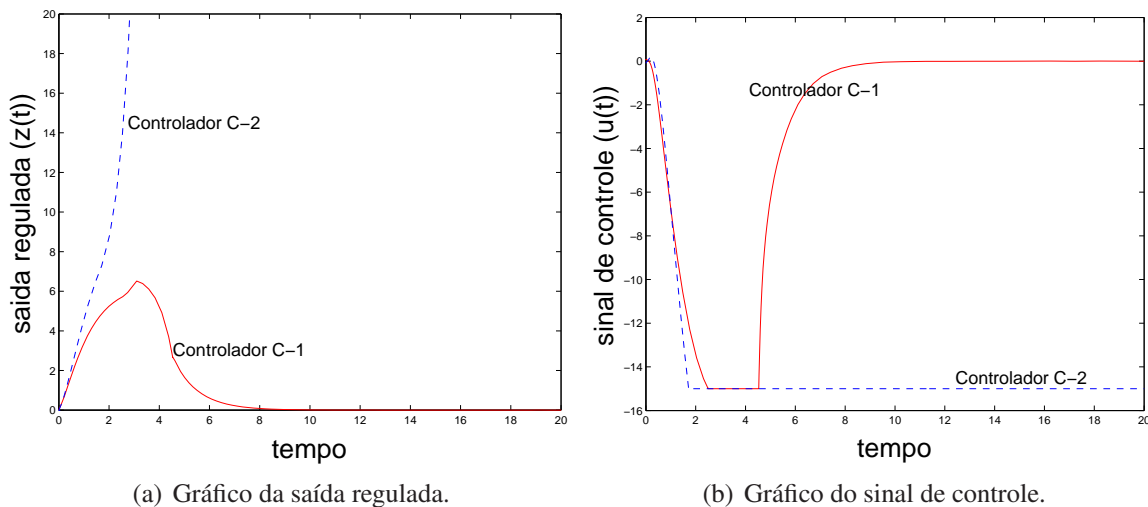 20
18
16
14
12
10
8
6
4
2
0
saida regulada (z(t))
Controlador C−2
Controlador C−1
0 2 4 6 8 10 12 14 16 18 20
tempo
(a) Gráfico da saída regulada.
2
0
−2
−4
−6
−8
−10
−12
−14
−16
sinal de controle (u(t))
Controlador C−1
Controlador C−2
0 2 4 6 8 10 12 14 16 18 20
tempo
(b) Gráfico do sinal de controle.